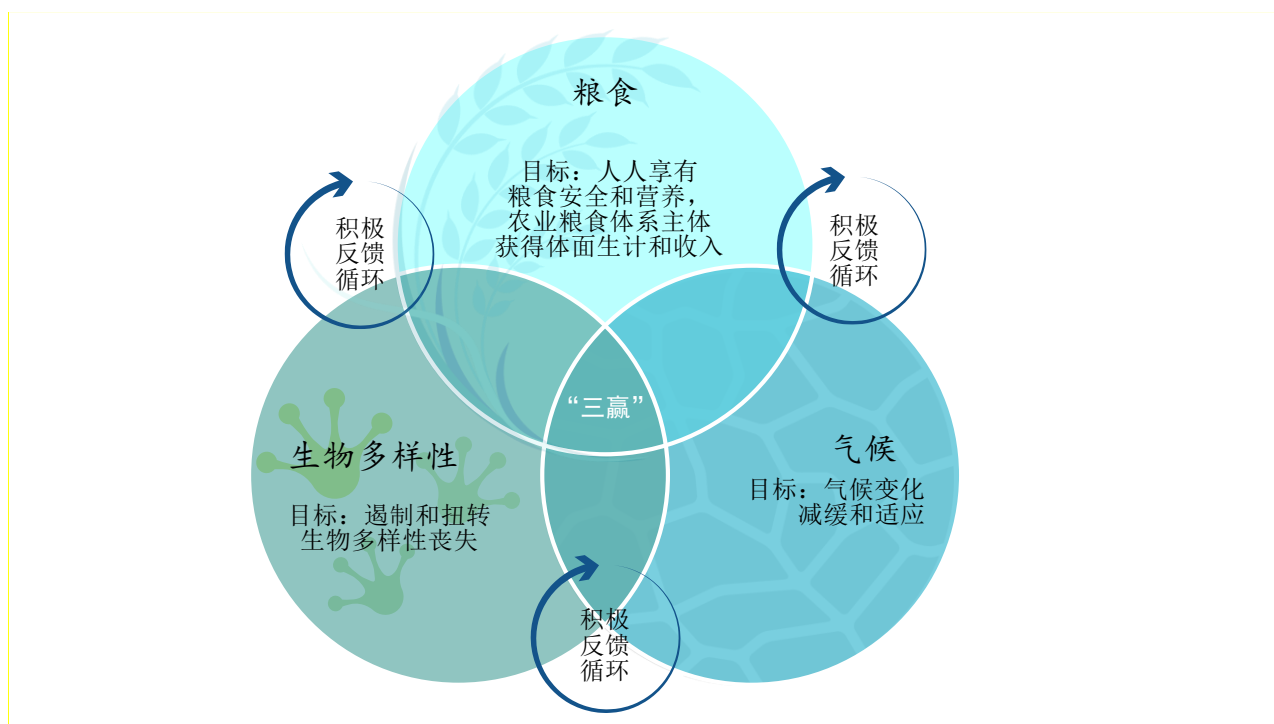 粮食
目标：人人享有
粮食安全和营养，
农业粮食体系主体
获得体面生计和收入
积极
反馈
循环
积极
反馈
循环
“三赢”
生物多样性
目标：遏制和扭转
生物多样性丧失
气候
目标：气候变化
减缓和适应
积极
反馈
循环